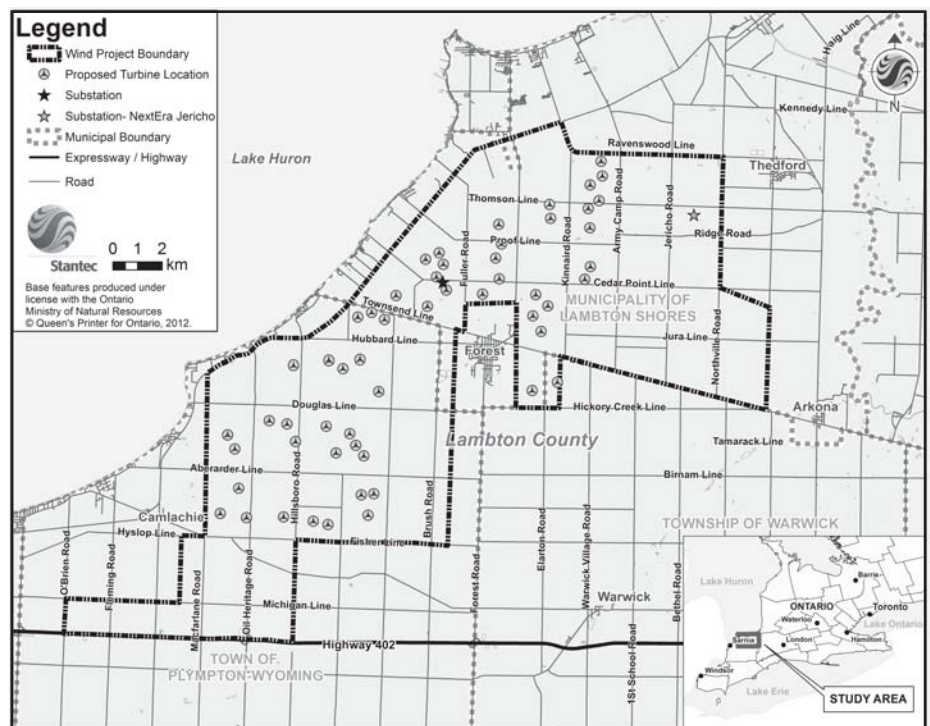 Legend
Wind Project Boundary
Proposed Turbine Location
Substation
Substation- NextEra Jericho
Municipal Boundary
Expressway / Highway
Road
Stantec
0 1 2
km
Base features produced under
license with the Ontario
Ministry of Natural Resources
© Queen's Printer for Ontario, 2012.
Haig Line
N
Kennedy Line
Lake Huron
Ravenswood Line
Thedford
Army Camp Road
Jericho Road
Thomson Line
Kinnaird Road
Fuller Road
Proof Line
Ridge Road
Cedar Point Line
MUNICIPALITY OF
LAMBTON SHORES
Townsend Line
Hubbard Line
Jura Line
Northville Road
Forest
Douglas Line
Hickory Creek Line
Arkona
Lambton County
Tamarack Line
Aberarder Line
Birnam Line
Hillsboro Road
Brush Road
Camlachie
TOWNSHIP OF WARWICK
Hyslop Line
Fisher Line
O'Brien Road
Fleming Road
Mcfarlane Road
Oil Heritage Road
Forest Road
Elarton Road
Warwick Village Road
Bethel Road
Michigan Line
Warwick
Highway 402
1St School Road
TOWN OF
PLYMPTON-WYOMING
Lake Huron
Barrie
ONTARIO
Toronto
Waterloo
Lake Ontario
Sarnia
London
Hamilton
Windsor
Lake Erie
STUDY AREA